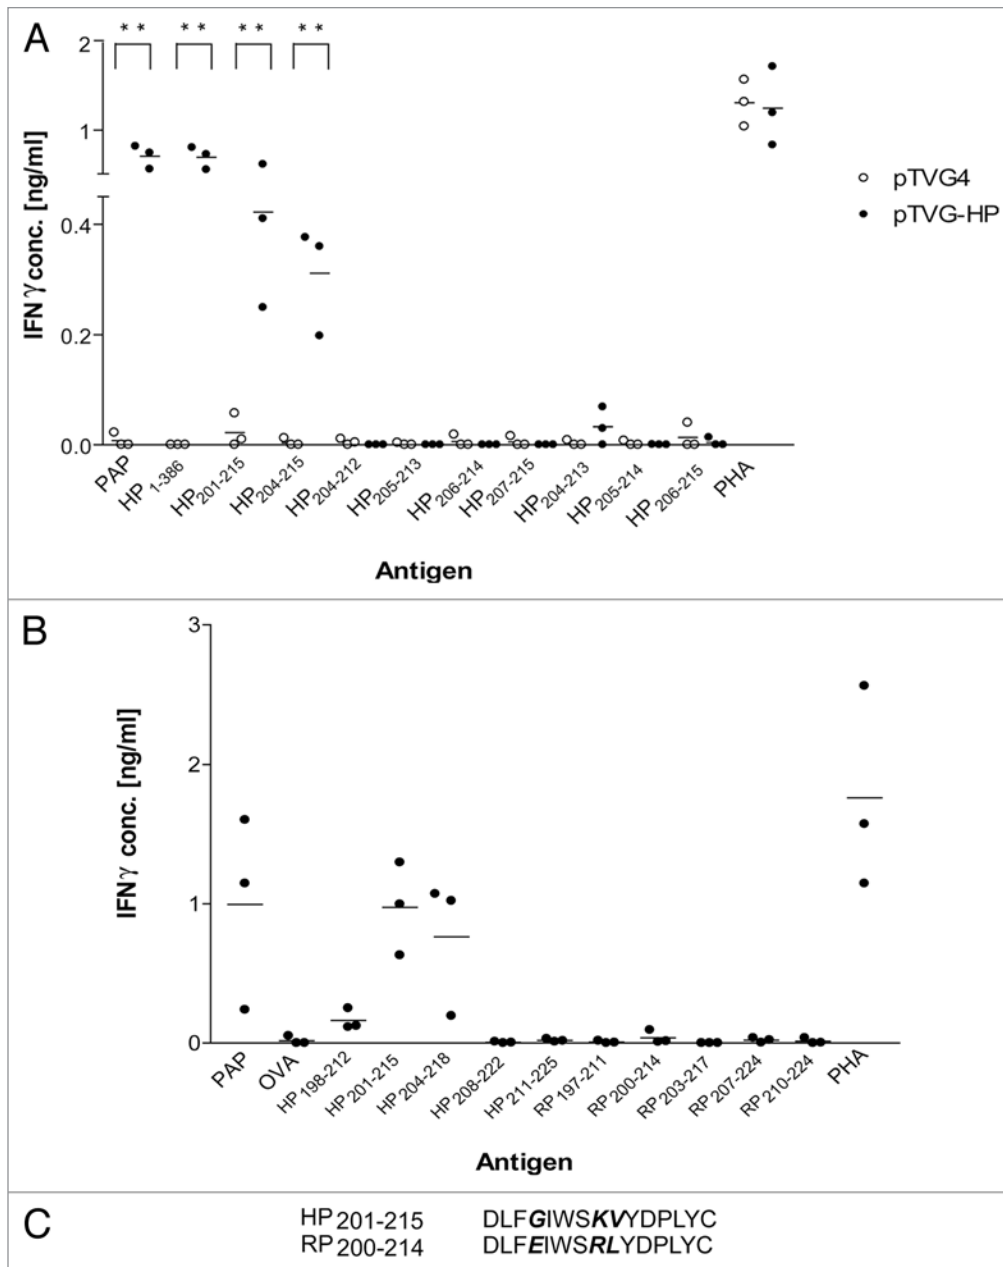 A
* * * * * * * *
2
1
0.4
0.2
0.0
IFN γ conc. [ng/ml]
pTVG4
pTVG-HP
PAP HP 1-386 HP201-215 HP204-215 HP204-212 HP205-213 HP206-214 HP207-215 HP204-213 HP205-214 HP206-215 PHA
Antigen
B
3
2
1
0
IFNγ conc. [ng/ml]
PAP OVA HP198-212 HP201-215 HP204-218 HP208-222 HP211-225 RP197-211 RP200-214 RP203-217 RP207-224 RP210-224 PHA
Antigen
C
HP201-215 DLFGIWSKVYDPLYC
RP200-214 DLFEIWSRLYDPLYC